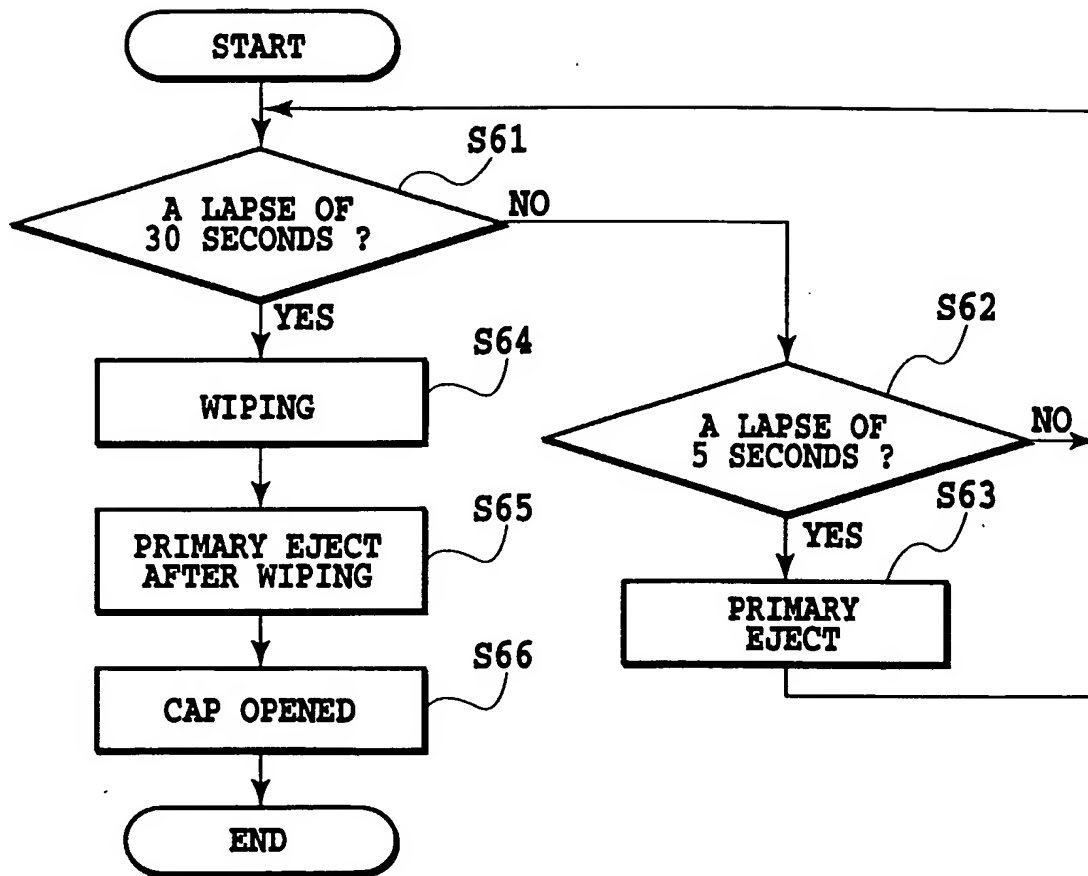 START
S61
A LAPSE OF
30 SECONDS ?
NO
YES
S62
S64
WIPING
A LAPSE OF
5 SECONDS ?
NO
S63
YES
S65
PRIMARY EJECT
AFTER WIPING
PRIMARY
EJECT
S66
CAP OPENED
END